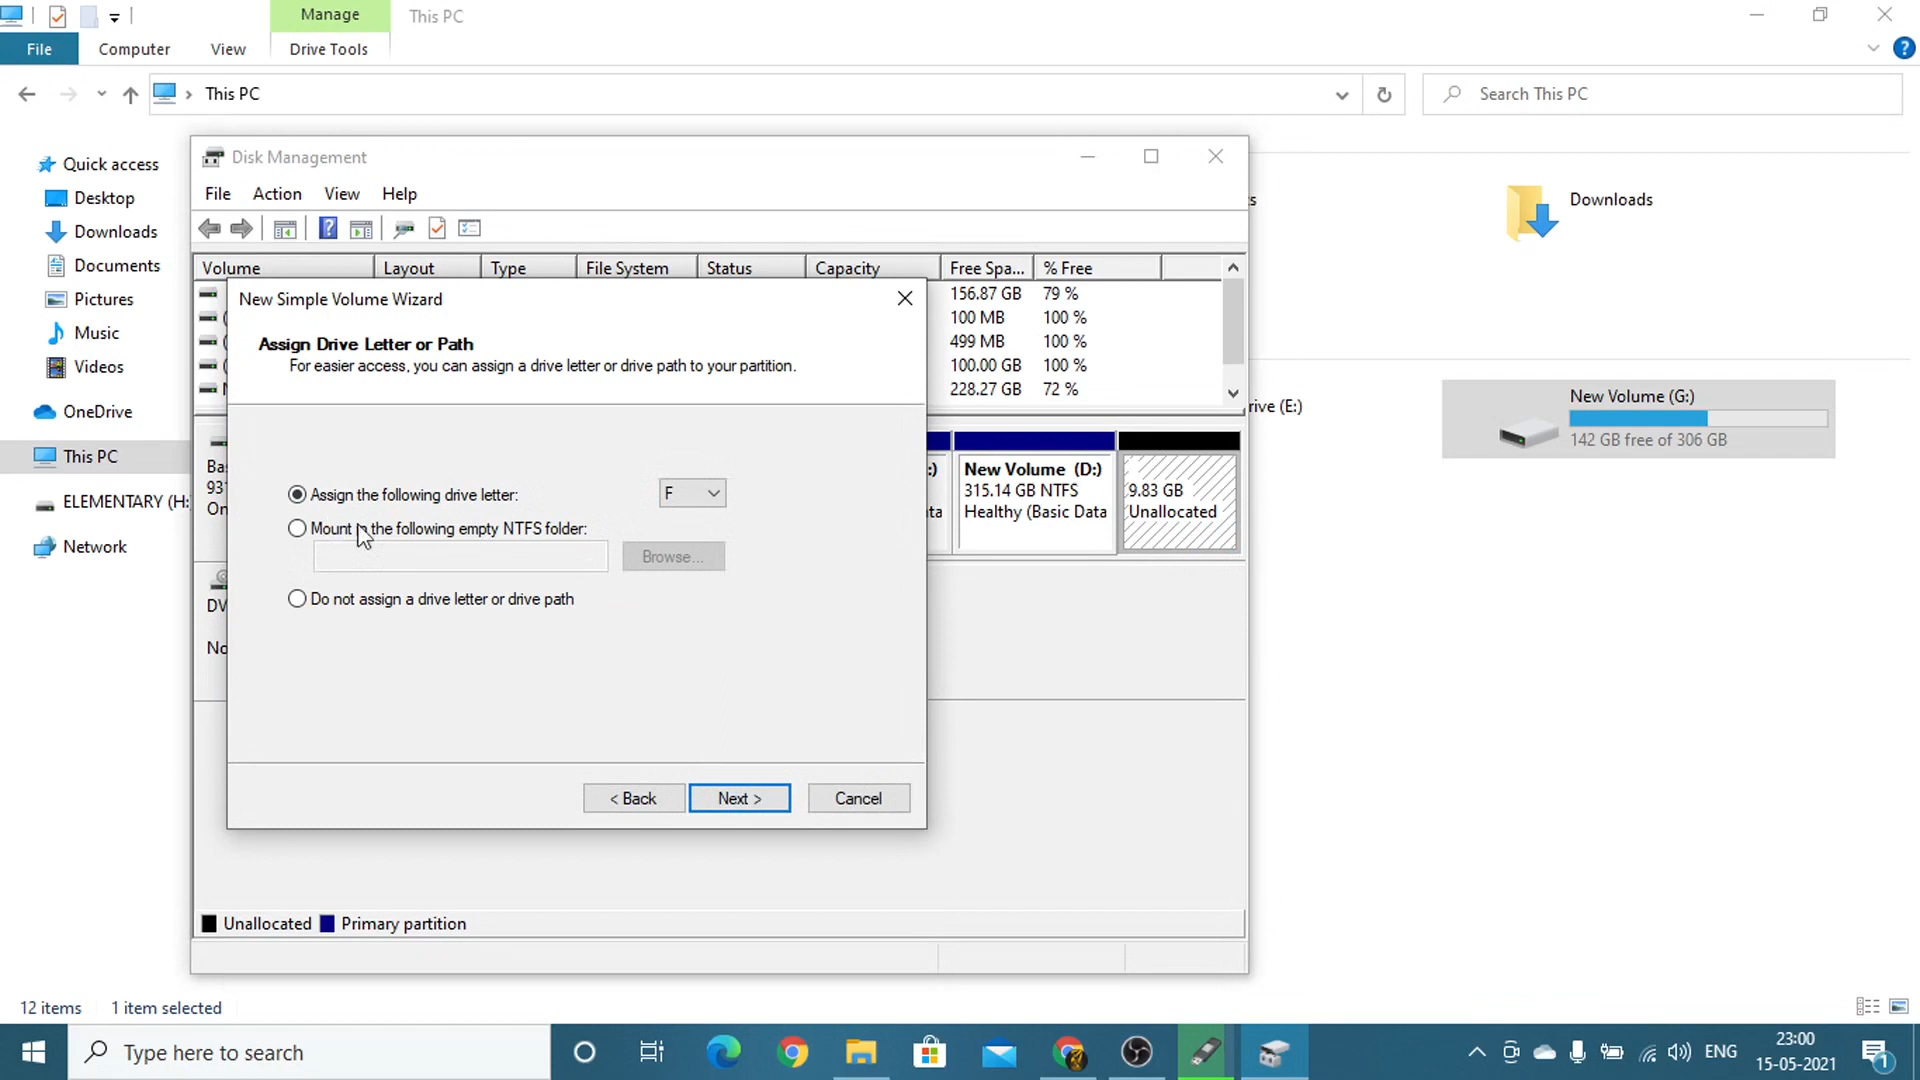 Manage
This PC
File
Computer
View
Drive Tools
This PC
Search This PC
Quick access
Desktop
Downloads
Documents
Pictures
Music
Videos
OneDrive
This PC
ELEMENTARY (H:
Network
Disk Management
File
Action
View
Help
Volume
Layout
Type
File System
Status
Capacity
Free Spa...
% Free
156.87 GB
79 %
100 MB
100 %
499 MB
100 %
100.00 GB
100 %
228.27 GB
72 %
New Simple Volume Wizard
Assign Drive Letter or Path
For easier access, you can assign a drive letter or drive path to your partition.
Assign the following drive letter:
F
Mount in the following empty NTFS folder:
Browse...
Do not assign a drive letter or drive path
< Back
Next >
Cancel
Bas
931
On
DV
No
:)
ata
New Volume (D:)
315.14 GB NTFS
Healthy (Basic Data
9.83 GB
Unallocated
Unallocated
Primary partition
Downloads
rive (E:)
New Volume (G:)
142 GB free of 306 GB
12 items
1 item selected
Type here to search
ENG
23:00
15-05-2021
1